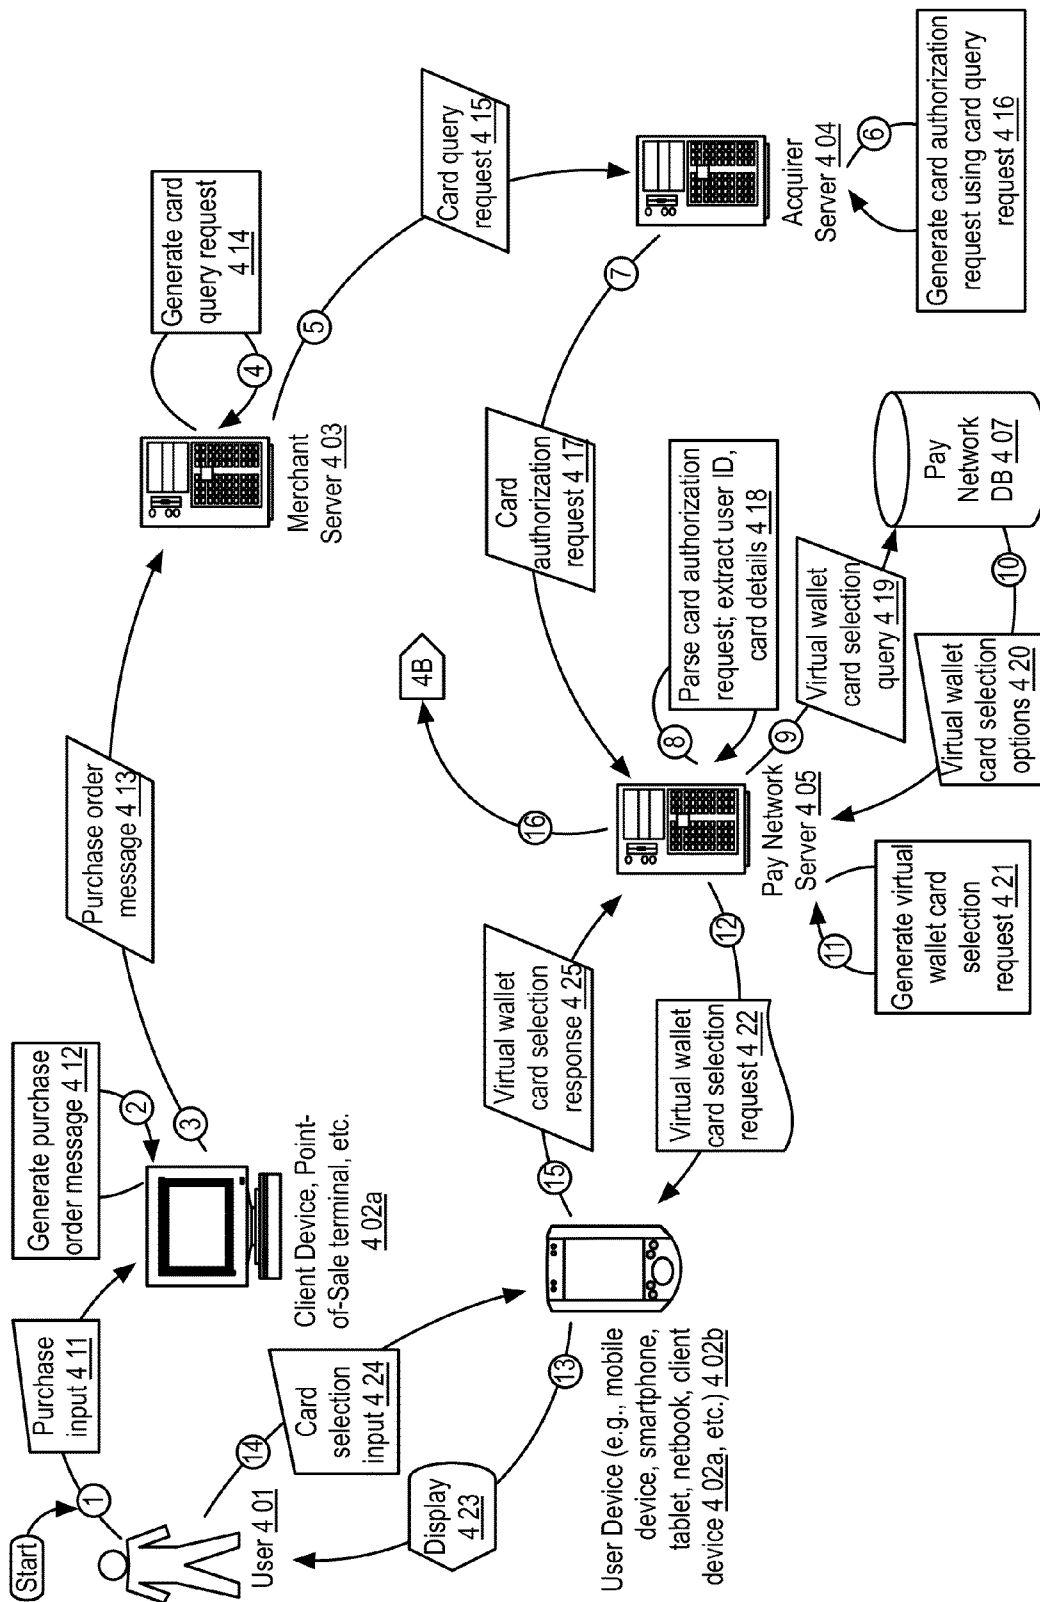 Start
1
User 4 01
Purchase
input 4 11
Generate purchase
order message 4 12
2
Client Device, Point-
of-Sale terminal, etc.
4 02a
3
Purchase order
message 4 13
Merchant
Server 4 03
Generate card
query request
4 14
4
5
Card query
request 4 15
Acquirer
Server 4 04
6
Generate card authorization
request using card query
request 4 16
7
Card
authorization
request 4 17
Parse card authorization
request; extract user ID,
card details 4 18
8
9
Virtual wallet
card selection
query 4 19
Pay
Network
DB 4 07
10
Virtual wallet
card selection
options 4 20
Pay Network
Server 4 05
11
Generate virtual
wallet card
selection
request 4 21
12
Virtual wallet
card selection
request 4 22
User Device (e.g., mobile
device, smartphone,
tablet, netbook, client
device 4 02a, etc.) 4 02b
13
Display
4 23
14
Card
selection
input 4 24
15
Virtual wallet
card selection
response 4 25
16
4B